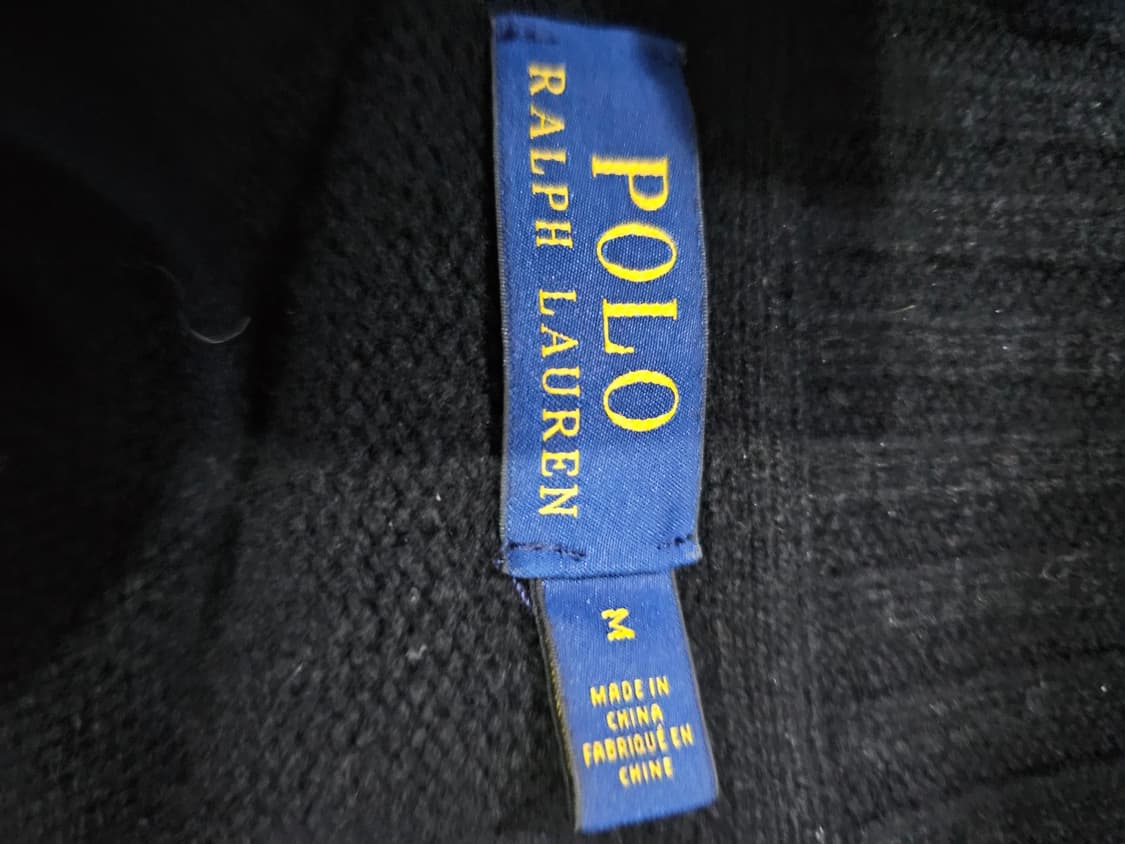 POLO
RALPH LAUREN
M
MADE IN
CHINA
FABRIQUÉ EN
CHINE